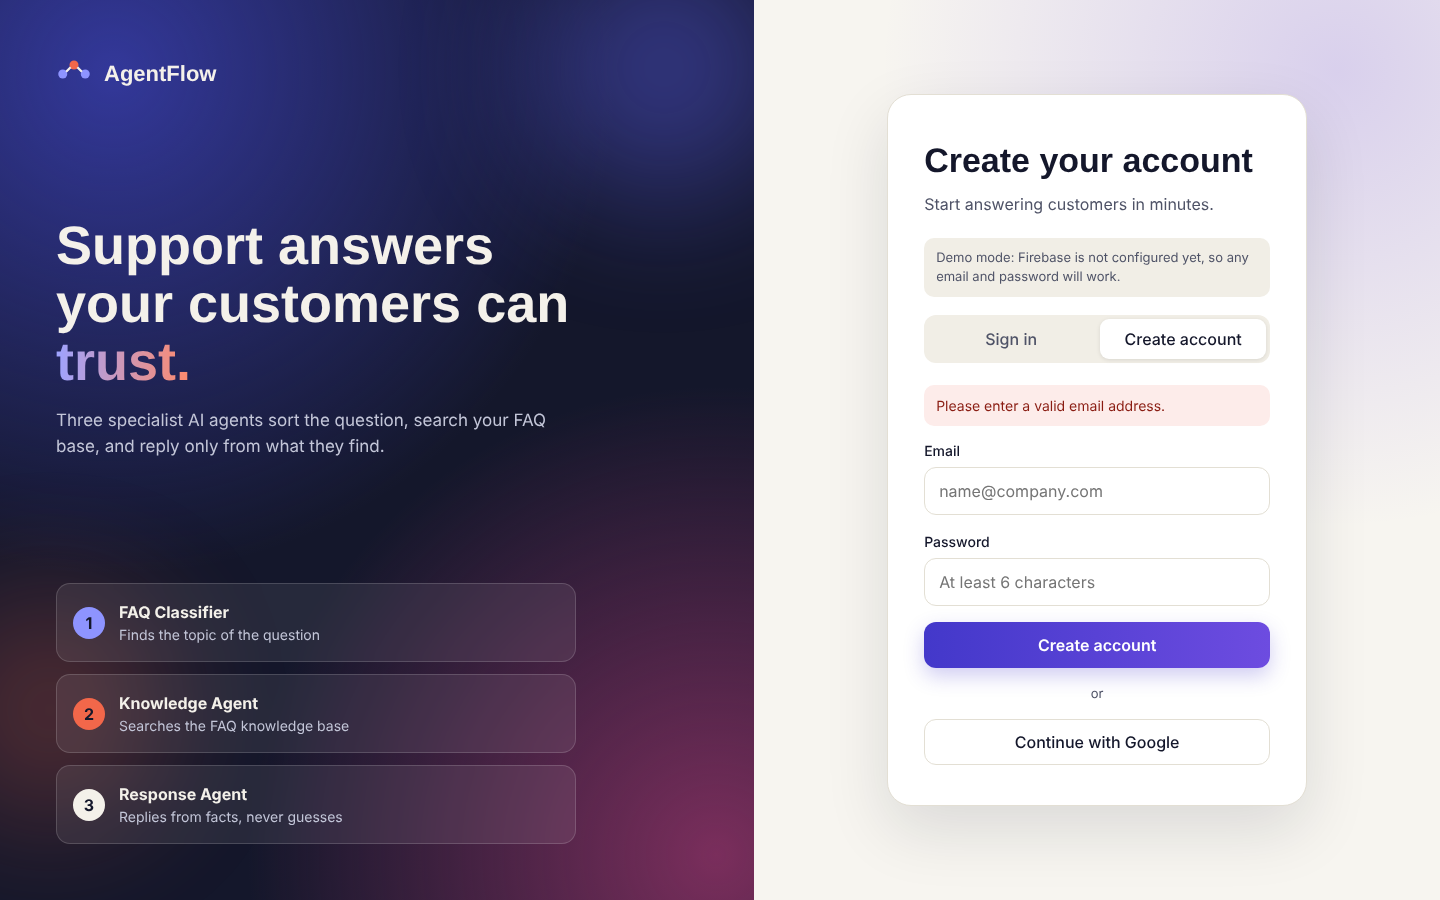 AgentFlow
Support answers
your customers can
trust.
Three specialist AI agents sort the question, search your FAQ
base, and reply only from what they find.
1
FAQ Classifier
Finds the topic of the question
2
Knowledge Agent
Searches the FAQ knowledge base
3
Response Agent
Replies from facts, never guesses
Create your account
Start answering customers in minutes.
Demo mode: Firebase is not configured yet, so any
email and password will work.
Sign in
Create account
Please enter a valid email address.
Email
name@company.com
Password
At least 6 characters
Create account
or
Continue with Google